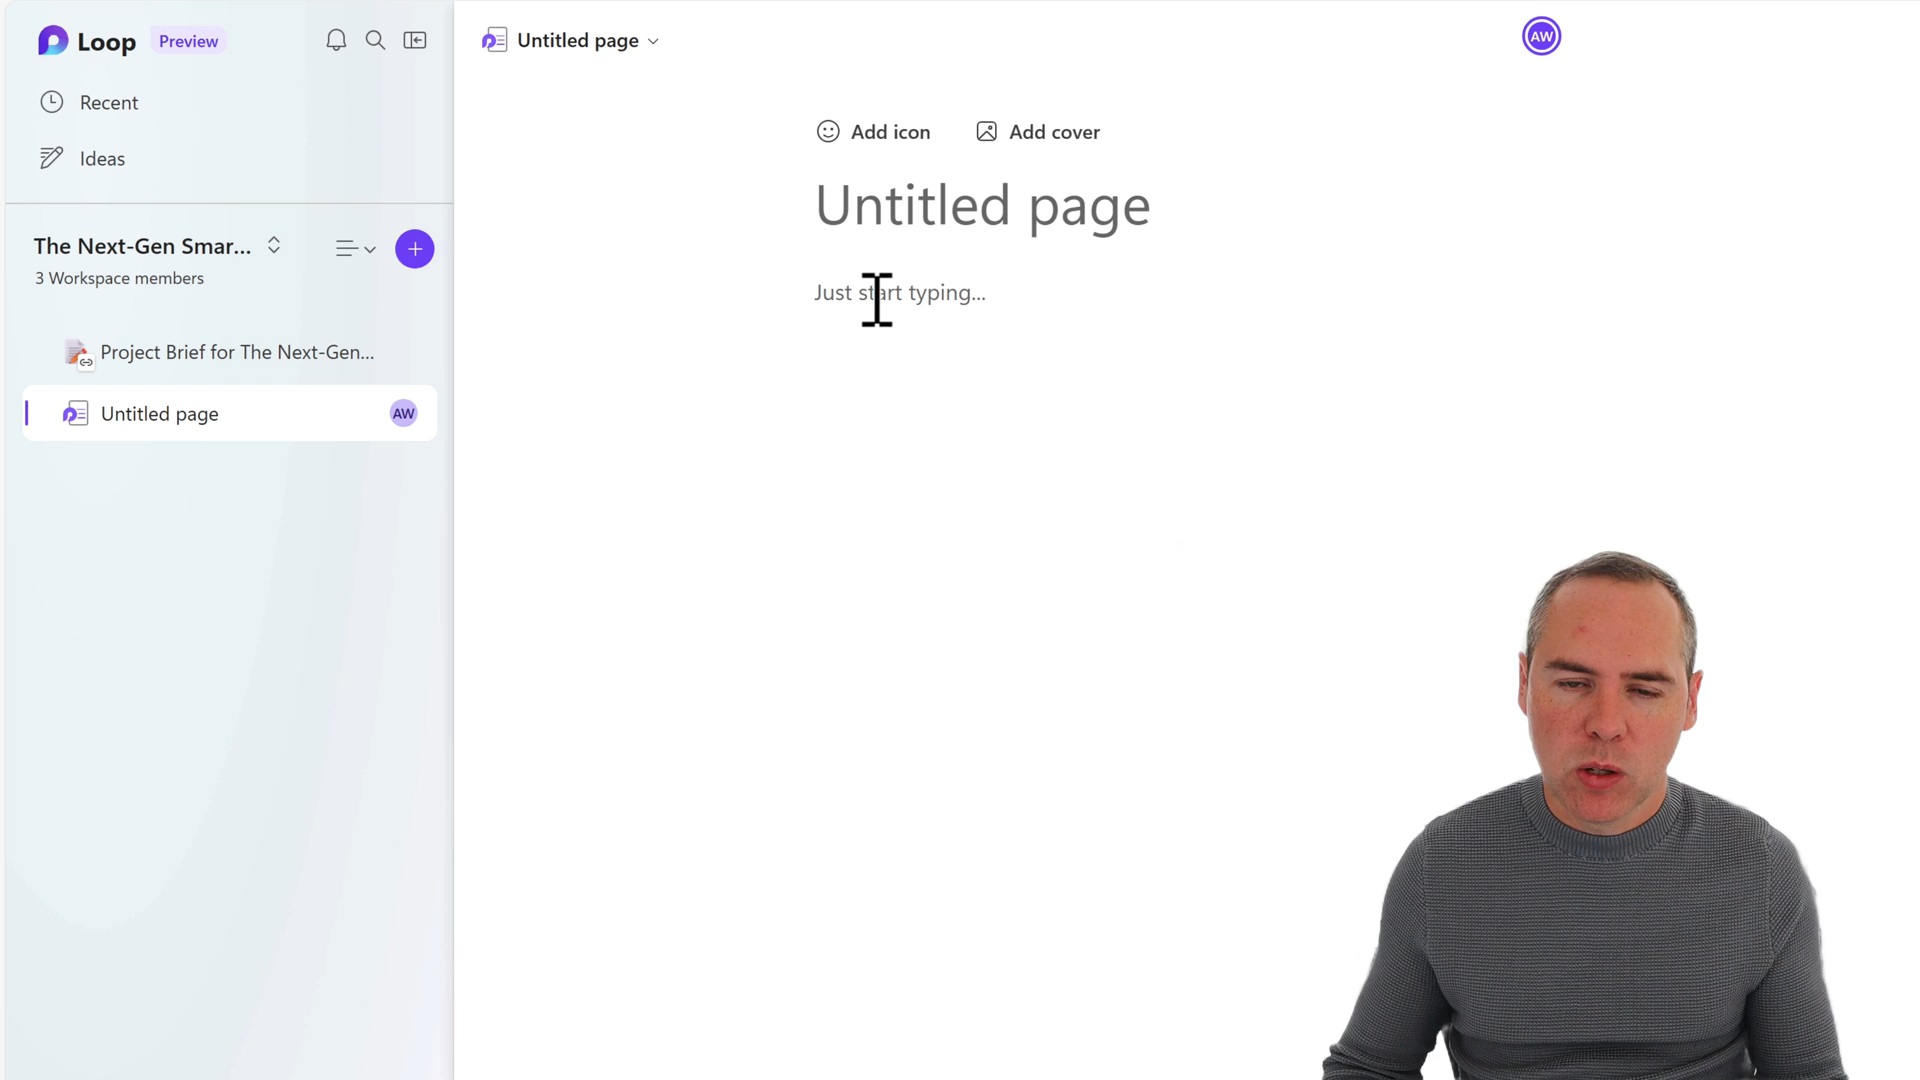 Loop Preview
Recent
Ideas
The Next-Gen Smar...
3 Workspace members
Project Brief for The Next-Gen...
Untitled page AW
Untitled page
AW
Add icon Add cover
Untitled page
Just start typing...